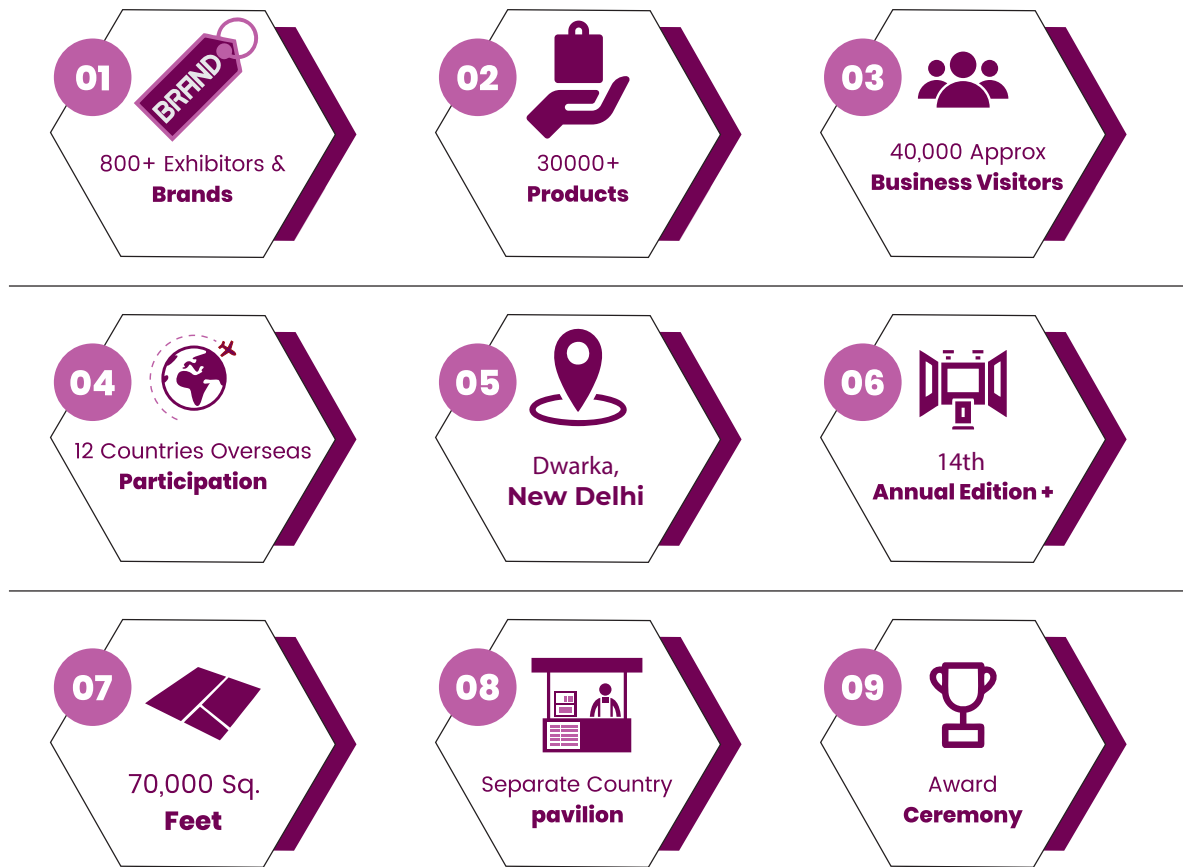 01
BRAND
800+ Exhibitors &
Brands
02
30000+
Products
03
40,000 Approx
Business Visitors
04
12 Countries Overseas
Participation
05
Dwarka,
New Delhi
06
14th
Annual Edition +
07
70,000 Sq.
Feet
08
Separate Country
pavilion
09
Award
Ceremony